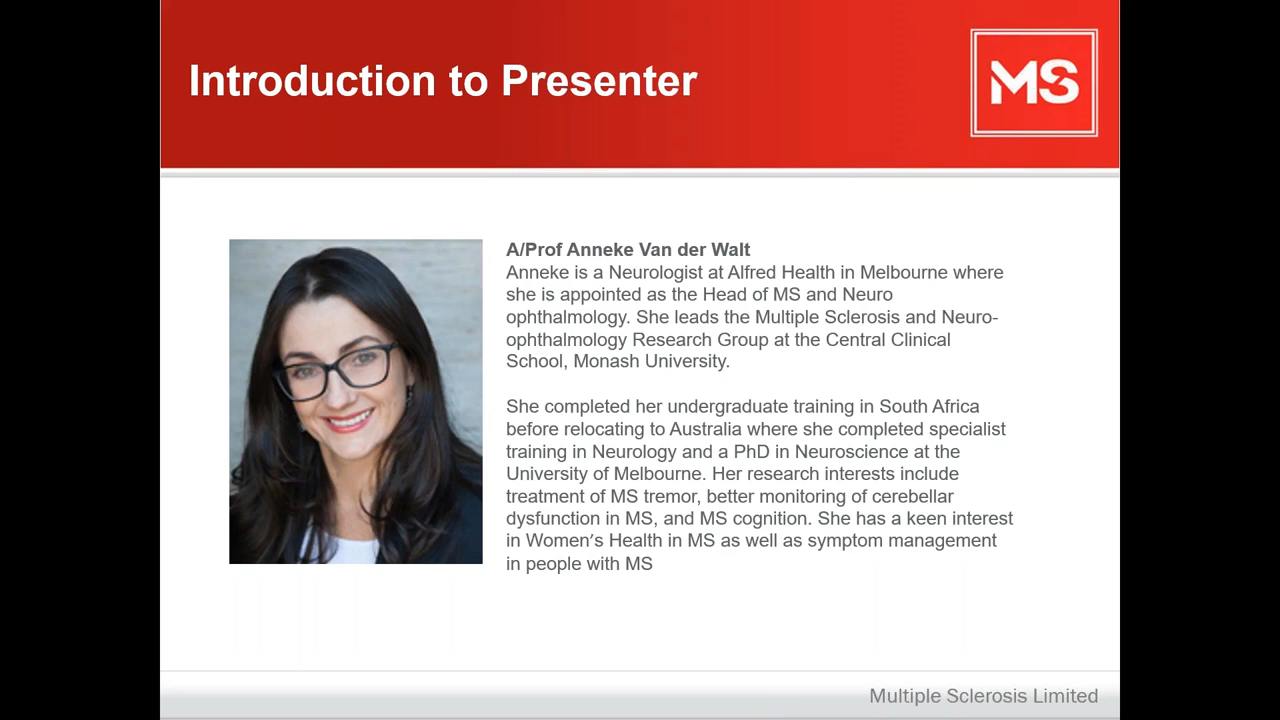 Introduction to Presenter
MS
A/Prof Anneke Van der Walt
Anneke is a Neurologist at Alfred Health in Melbourne where
she is appointed as the Head of MS and Neuro
ophthalmology. She leads the Multiple Sclerosis and Neuro-
ophthalmology Research Group at the Central Clinical
School, Monash University.
She completed her undergraduate training in South Africa
before relocating to Australia where she completed specialist
training in Neurology and a PhD in Neuroscience at the
University of Melbourne. Her research interests include
treatment of MS tremor, better monitoring of cerebellar
dysfunction in MS, and MS cognition. She has a keen interest
in Women′s Health in MS as well as symptom management
in people with MS
Multiple Sclerosis Limited